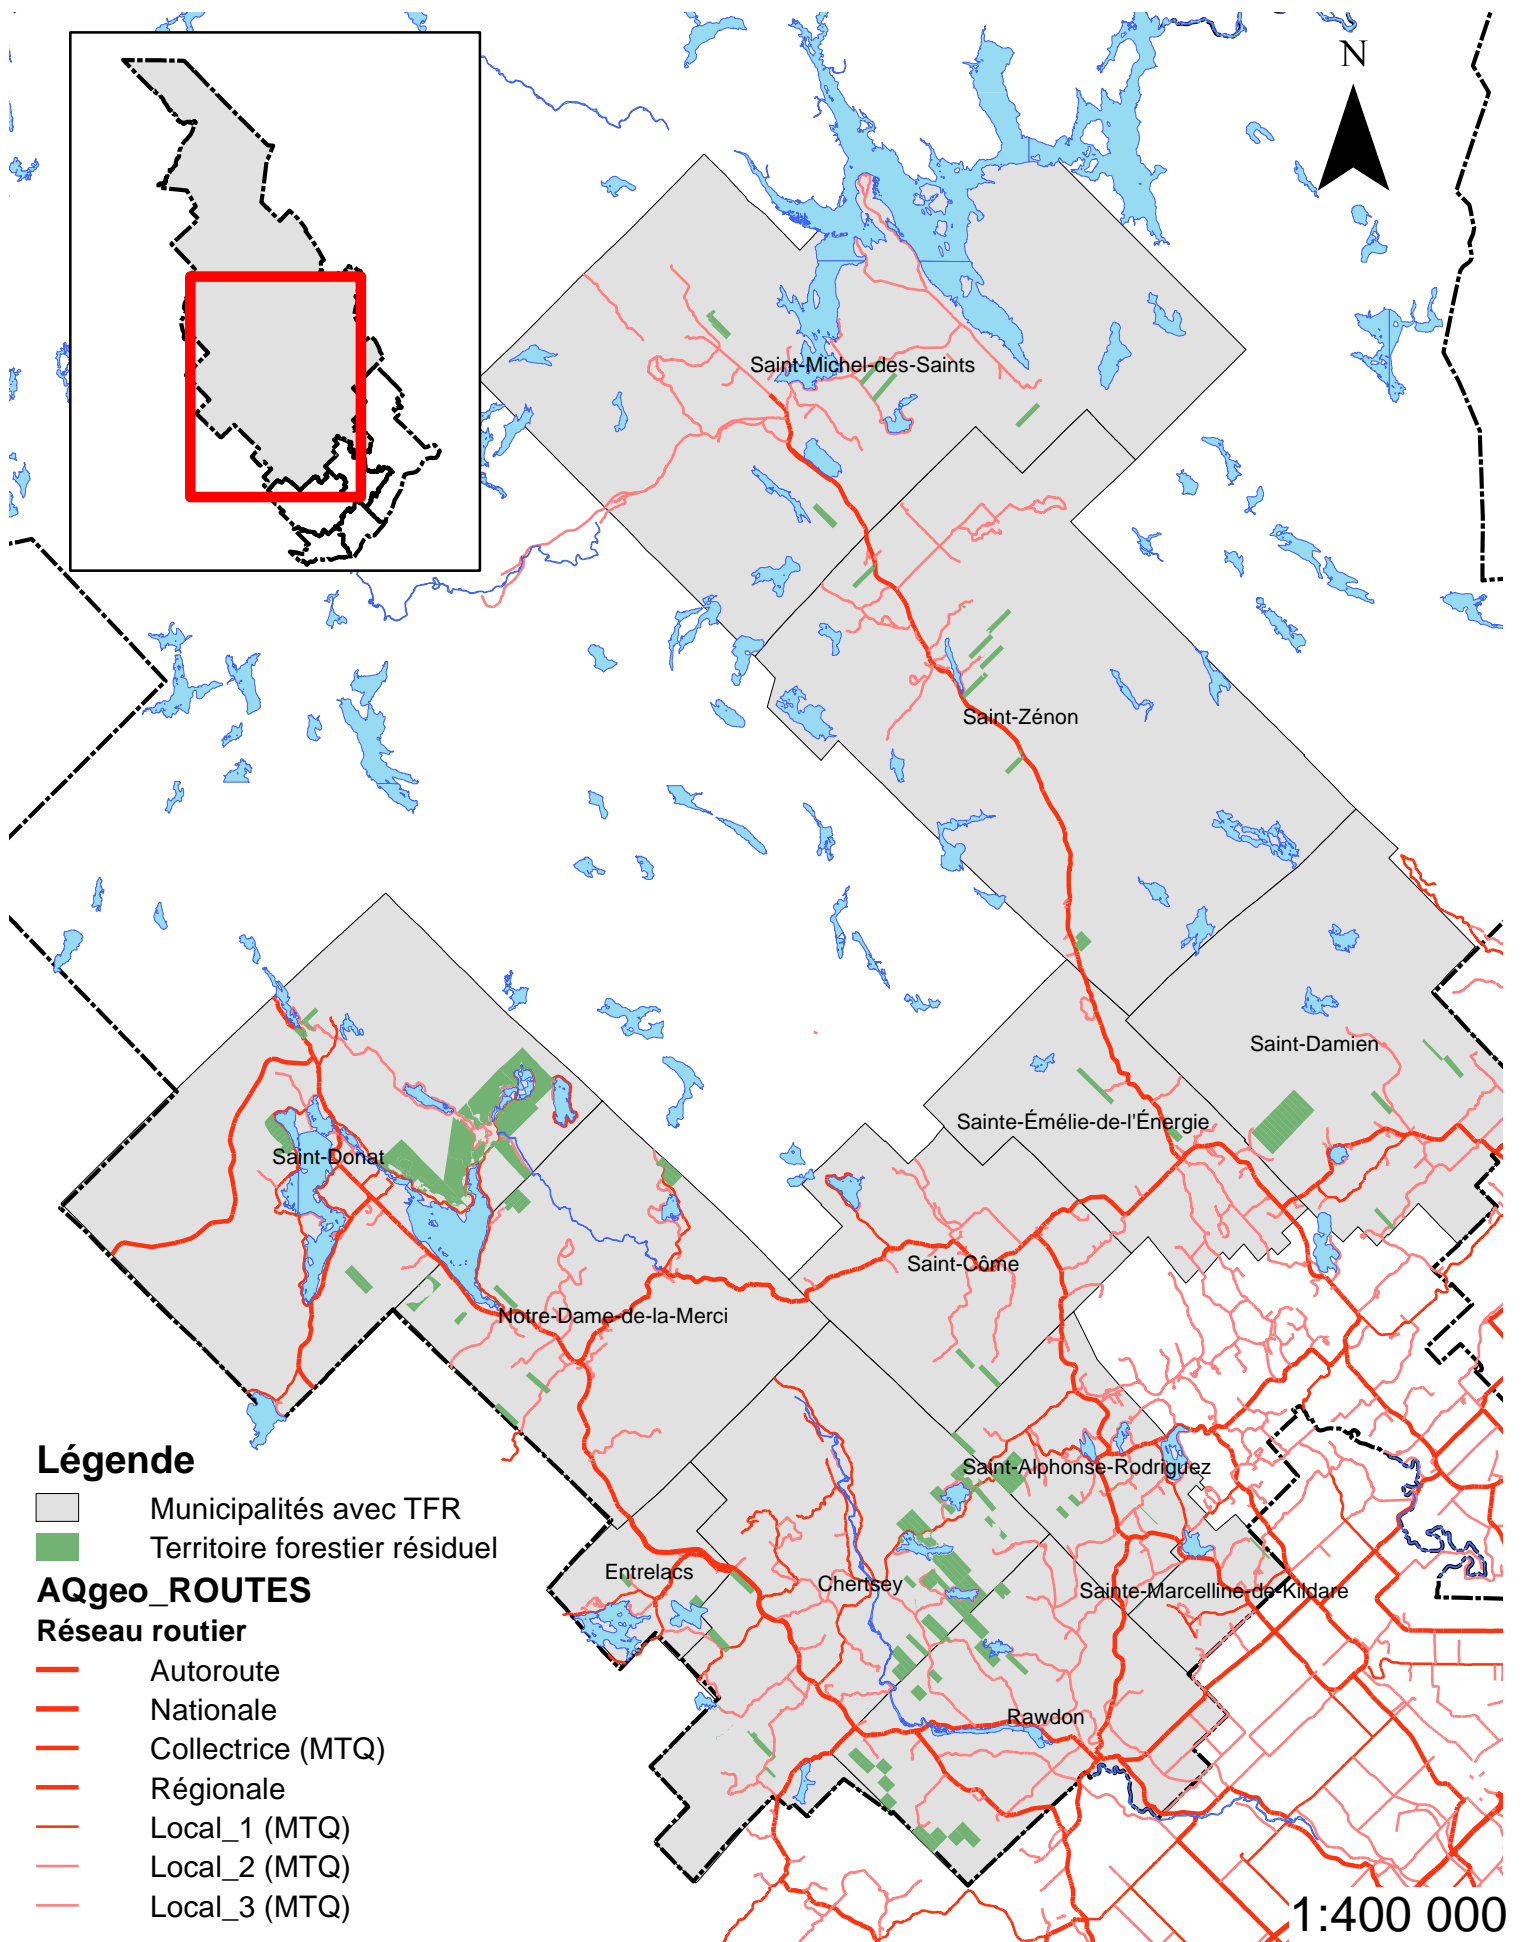 N
Saint-Michel-des-Saints
Saint-Zénon
Saint-Damien
Sainte-Émélie-de-l'Énergie
Saint-Donat
Saint-Côme
Notre-Dame-de-la-Merci
Saint-Alphonse-Rodriguez
Entrelacs
Chertsey
Sainte-Marcelline-de-Kildare
Rawdon
Légende
Municipalités avec TFR
Territoire forestier résiduel
AQgeo_ROUTES
Réseau routier
Autoroute
Nationale
Collectrice (MTQ)
Régionale
Local_1 (MTQ)
Local_2 (MTQ)
Local_3 (MTQ)
1:400 000